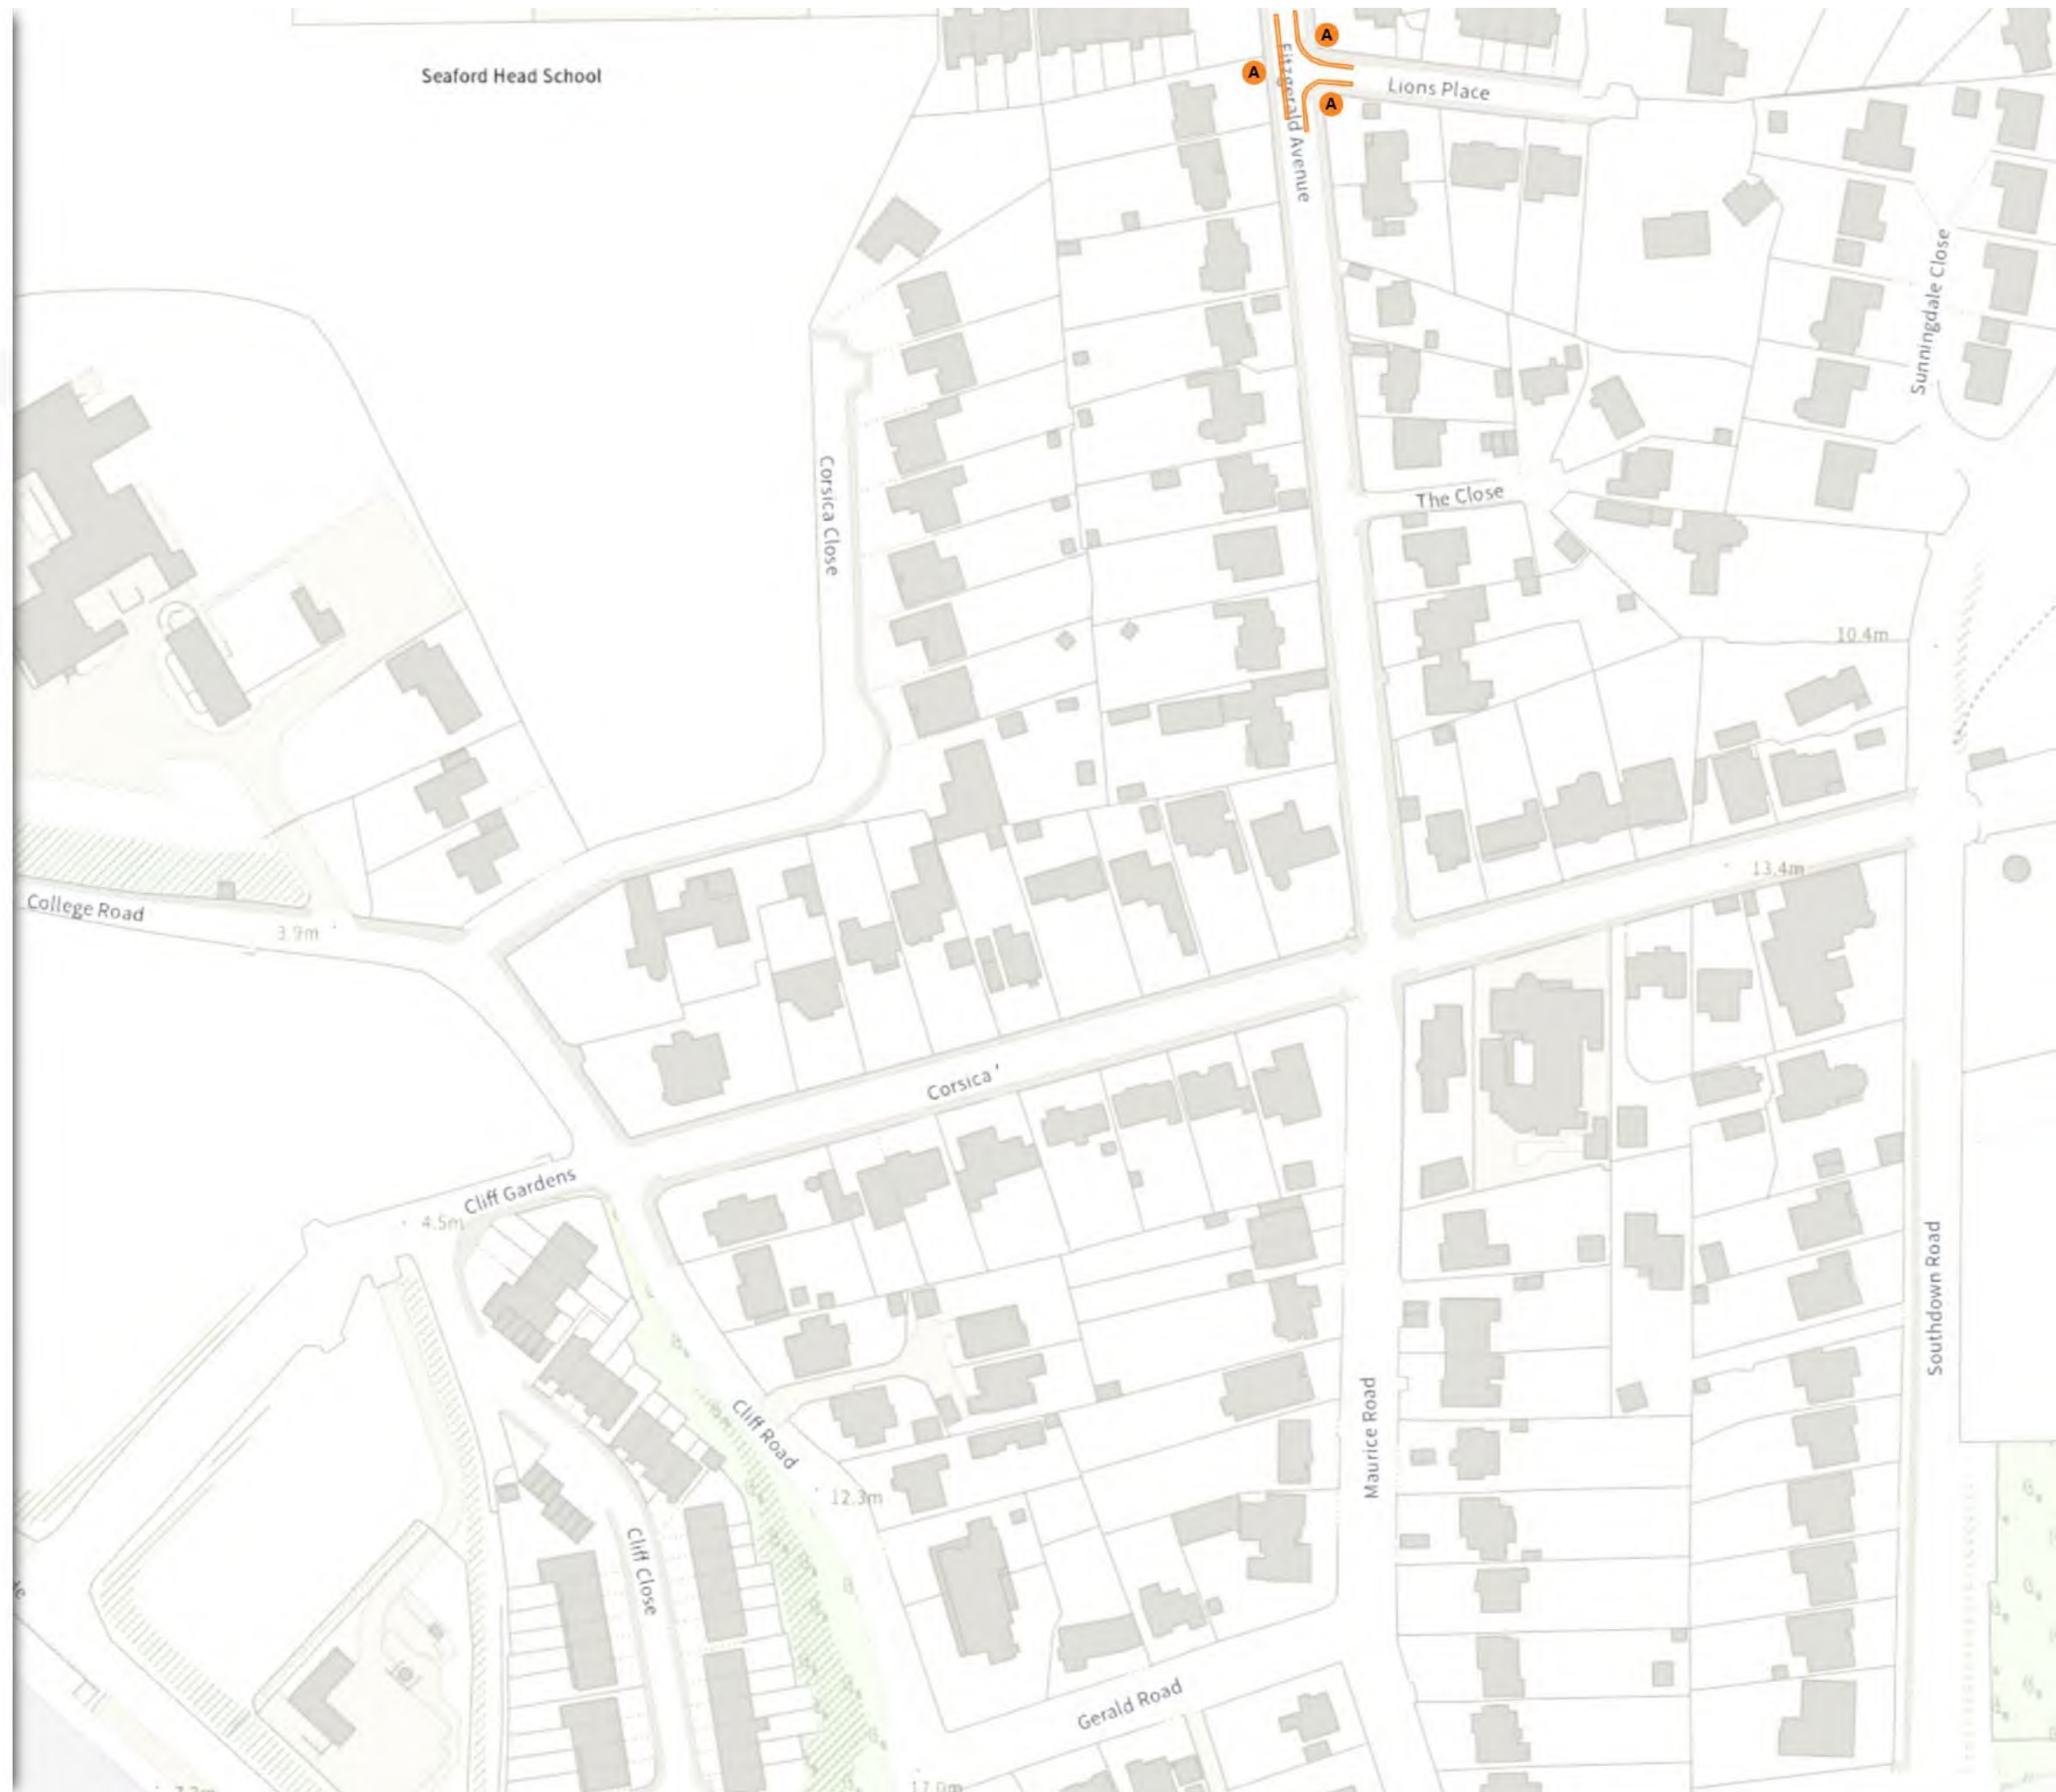 A
Seaford Head School
A
Fitzgerald Avenue
Lions Place
A
Sunningdale Close
Corsica Close
The Close
10.4m
13.4m
College Road
3.9m
Corsica '
Cliff Gardens
4.5m
Southdown Road
Maurice Road
Cliff Road
12.3m
Cliff Close
Gerald Road